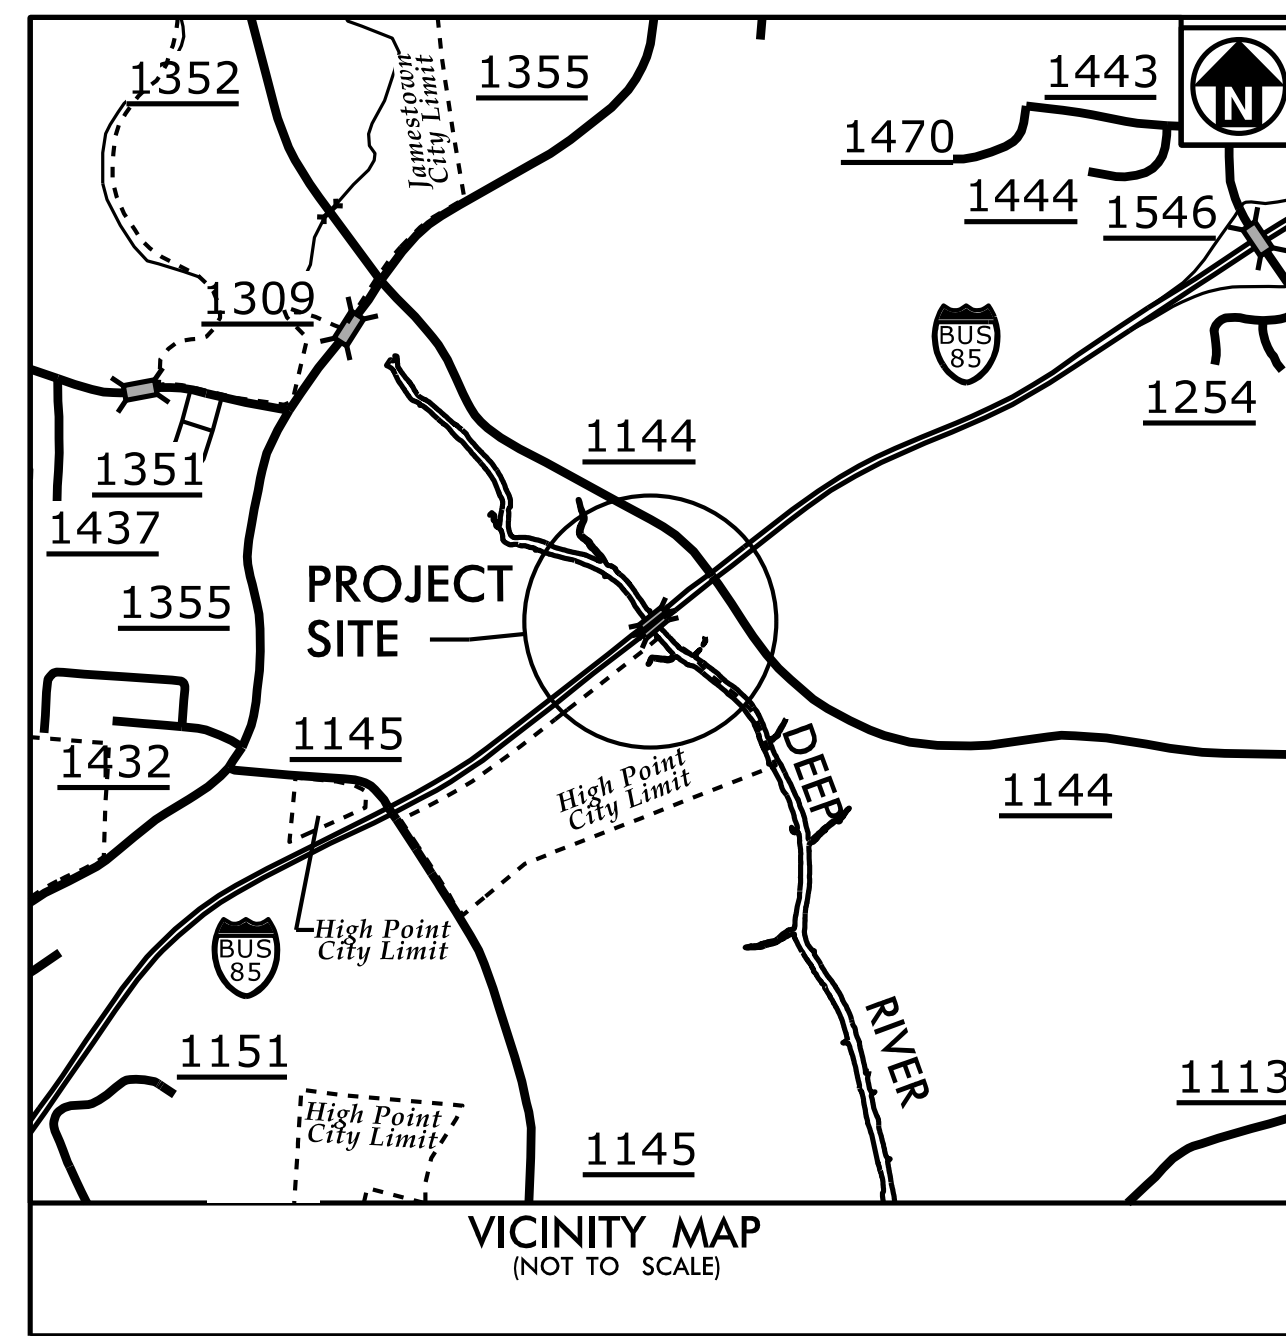 1352
1355
Jamestown
City Limit
1443
1470
1444
1546
N
1309
BUS
85
1254
1144
1351
1437
1355
PROJECT
SITE
1145
1432
High Point
City Limit
DEEP
1144
High Point
City Limit
BUS
85
RIVER
1151
1113
High Point
City Limit
1145
VICINITY MAP
(NOT TO SCALE)